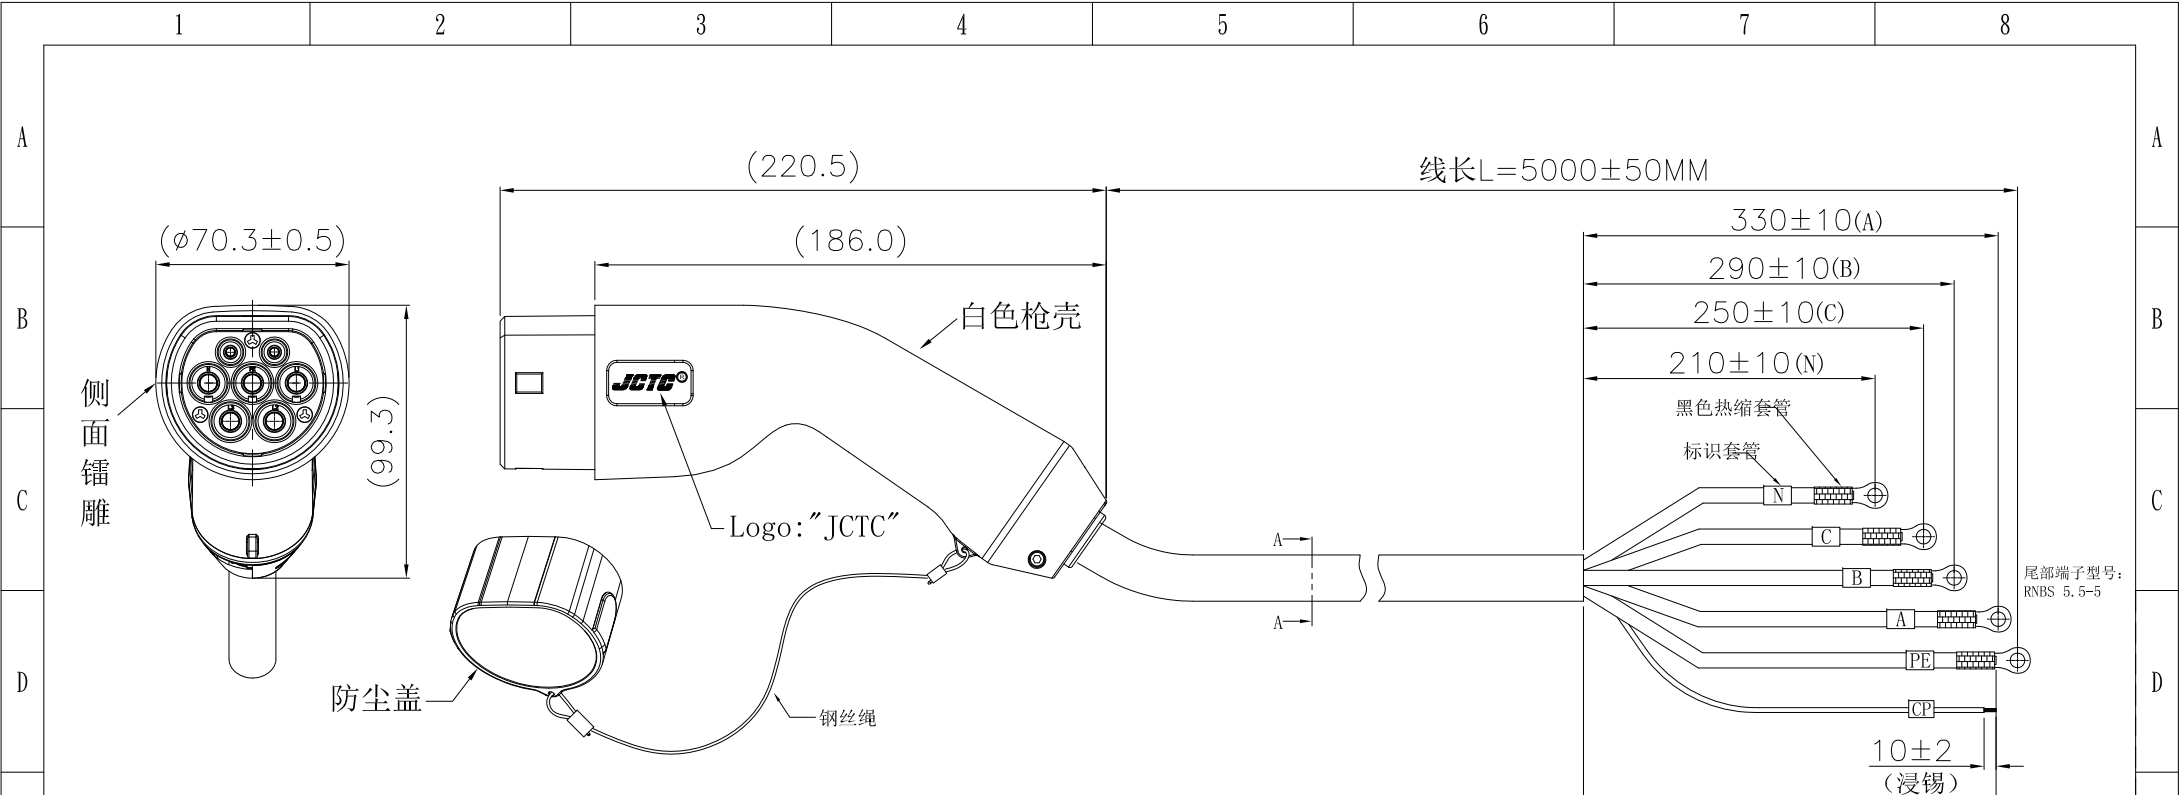 1 2 3 4 5 6 7 8
A A
(220.5)
线长L=5000±50MM
330±10(A)
(⌀70.3±0.5)
(186.0)
290±10(B)
B B
白色枪壳
250±10(C)
210±10(N)
侧面镭雕
(99.3)
JCTC®
黑色热缩套管
标识套管
C C
N
Logo:"JCTC"
A
C
B
尾部端子型号:
RNBS 5.5-5
A
A
PE
D D
防尘盖
钢丝绳
CP
10±2
(浸锡)